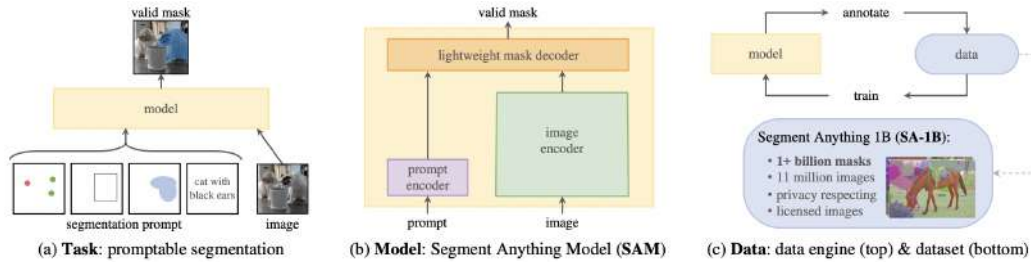 valid mask
model
cat with
black ears
segmentation prompt
image
(a) Task: promptable segmentation
valid mask
lightweight mask decoder
image
encoder
prompt
encoder
prompt
image
(b) Model: Segment Anything Model (SAM)
annotate
model
data
train
Segment Anything 1B (SA-1B):
• 1+ billion masks
• 11 million images
• privacy respecting
• licensed images
(c) Data: data engine (top) & dataset (bottom)